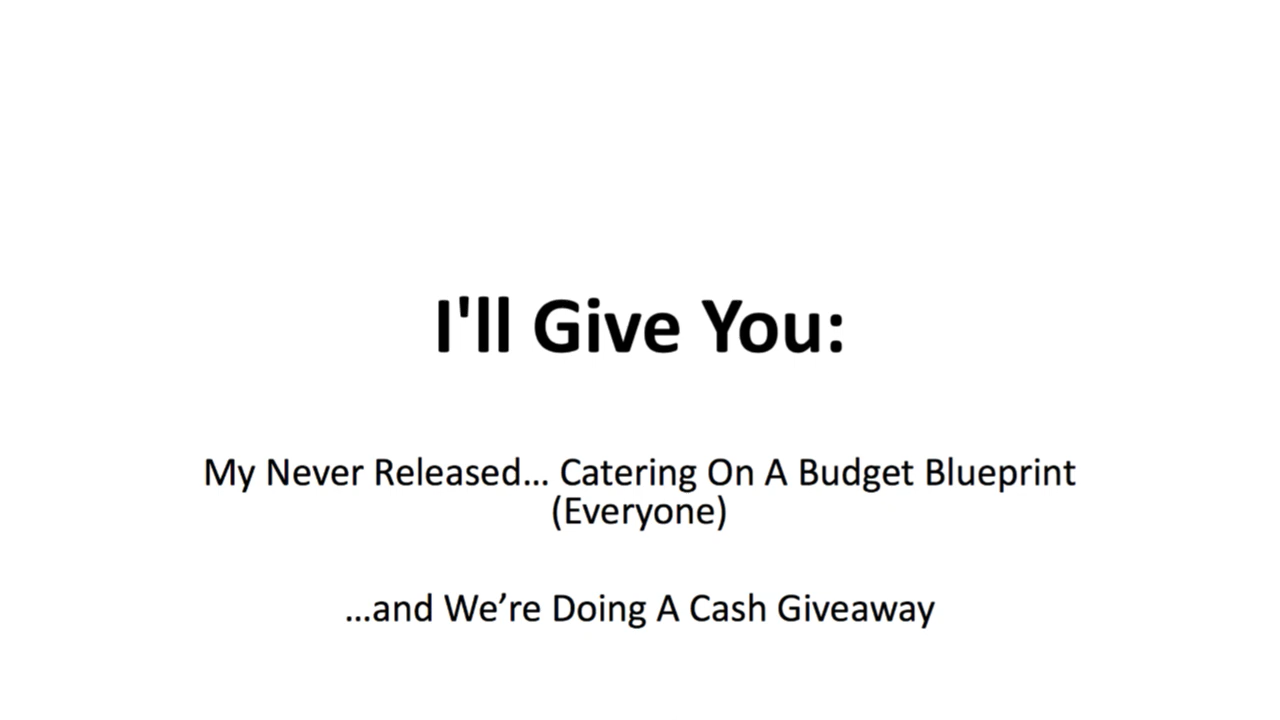 I'll Give You:
My Never Released… Catering On A Budget Blueprint
(Everyone)
…and We’re Doing A Cash Giveaway